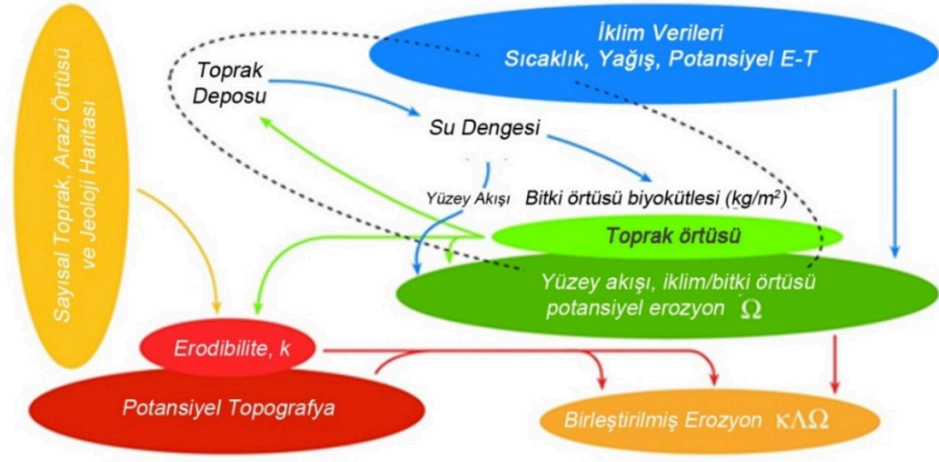 İklim Verileri
Sıcaklık, Yağış, Potansiyel E-T
Toprak
Deposu
Su Dengesi
Sayısal Toprak, Arazi Örtüsü
ve Jeoloji Haritası
Yüzey Akışı
Bitki örtüsü biyokütlesi (kg/m²)
Toprak örtüsü
Yüzey akışı, iklim/bitki örtüsü
potansiyel erozyon Ω
Erodibilite, k
Potansiyel Topografya
Birleştirilmiş Erozyon κΛΩ